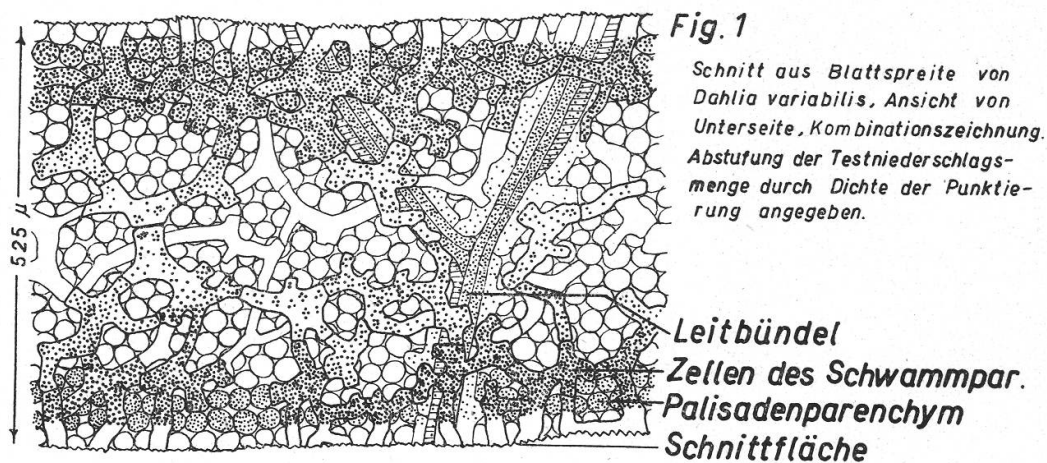 Fig. 1
Schnitt aus Blattspreite von
Dahlia variabilis, Ansicht von
Unterseite, Kombinationszeichnung.
Abstufung der Testniederschlags-
menge durch Dichte der Punktie-
rung angegeben.
525 μ
Leitbündel
Zellen des Schwammpar.
Palisadenparenchym
Schnittfläche